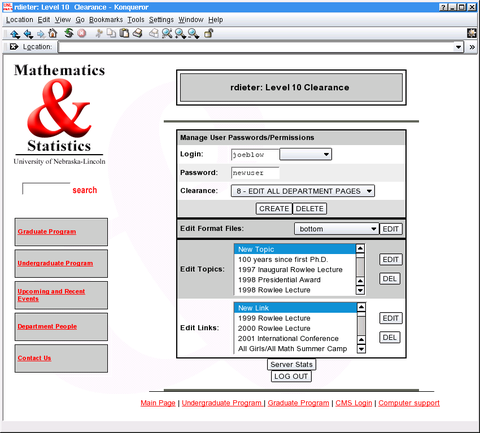 rdieter: Level 10 Clearance - Konqueror
Location Edit View Go Bookmarks Tools Settings Window Help
Location:
Mathematics
&
Statistics
University of Nebraska-Lincoln
search
Graduate Program
Undergraduate Program
Upcoming and Recent
Events
Department People
Contact Us
rdieter: Level 10 Clearance
Manage User Passwords/Permissions
Login: joeblow
Password: newuser
Clearance: 8 - EDIT ALL DEPARTMENT PAGES
CREATE DELETE
Edit Format Files: bottom EDIT
Edit Topics:
New Topic
100 years since first Ph.D.
1997 Inaugural Rowlee Lecture
1998 Presidential Award
1998 Rowlee Lecture
EDIT
DEL
Edit Links:
New Link
1999 Rowlee Lecture
2000 Rowlee Lecture
2001 International Conference
All Girls/All Math Summer Camp
EDIT
DEL
Server Stats
LOG OUT
Main Page | Undergraduate Program | Graduate Program | CMS Login | Computer support